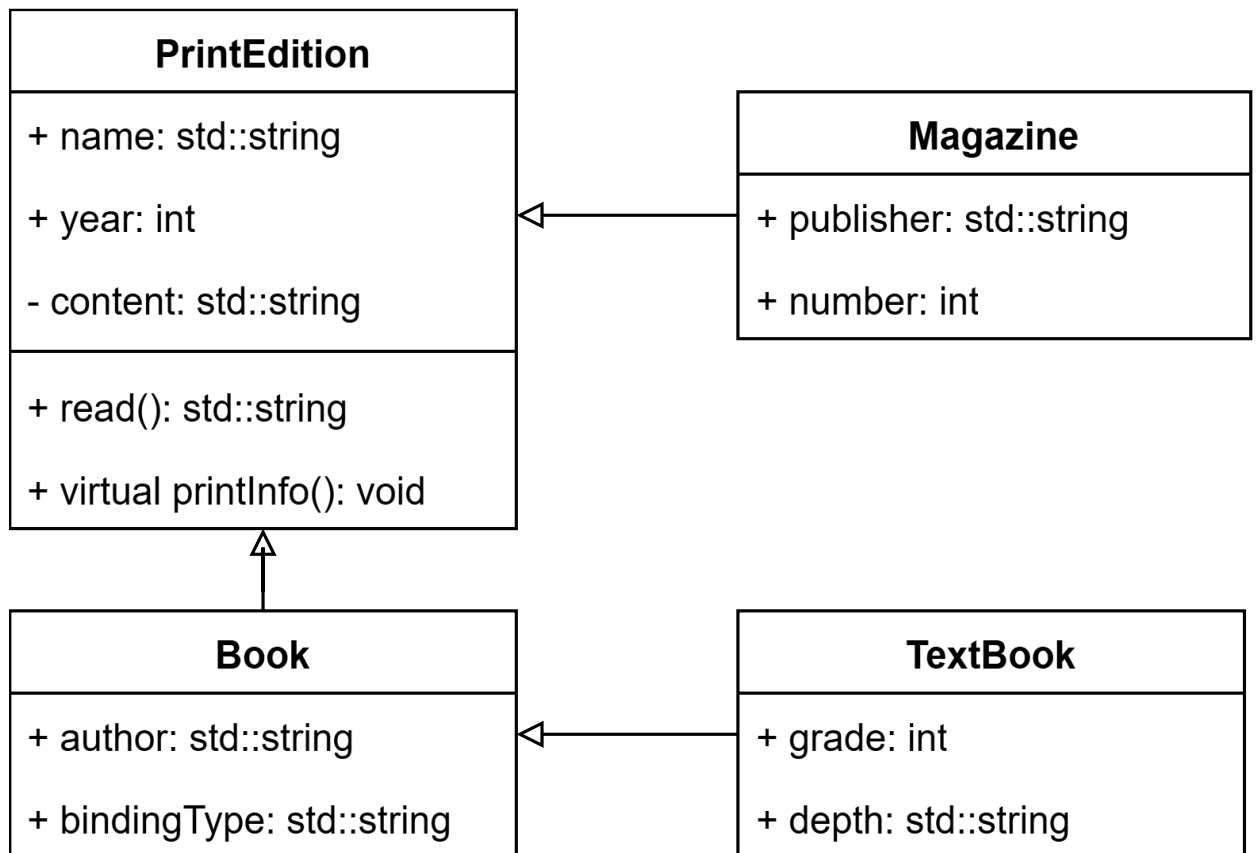 PrintEdition
+ name: std::string
+ year: int
- content: std::string
+ read(): std::string
+ virtual printInfo(): void
Magazine
+ publisher: std::string
+ number: int
Book
+ author: std::string
+ bindingType: std::string
TextBook
+ grade: int
+ depth: std::string